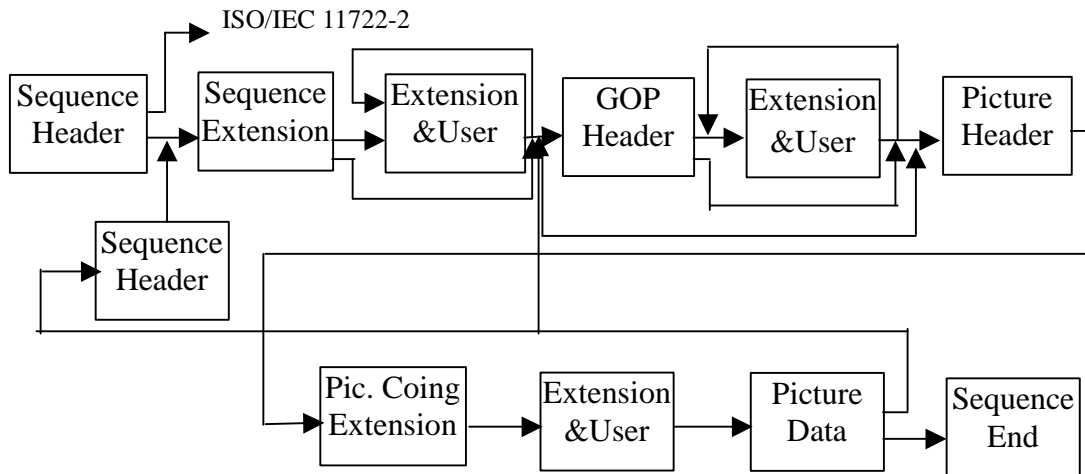 ISO/IEC 11722-2
Sequence
Header
Sequence
Extension
Extension
&User
GOP
Header
Extension
&User
Picture
Header
Sequence
Header
Pic. Coing
Extension
Extension
&User
Picture
Data
Sequence
End